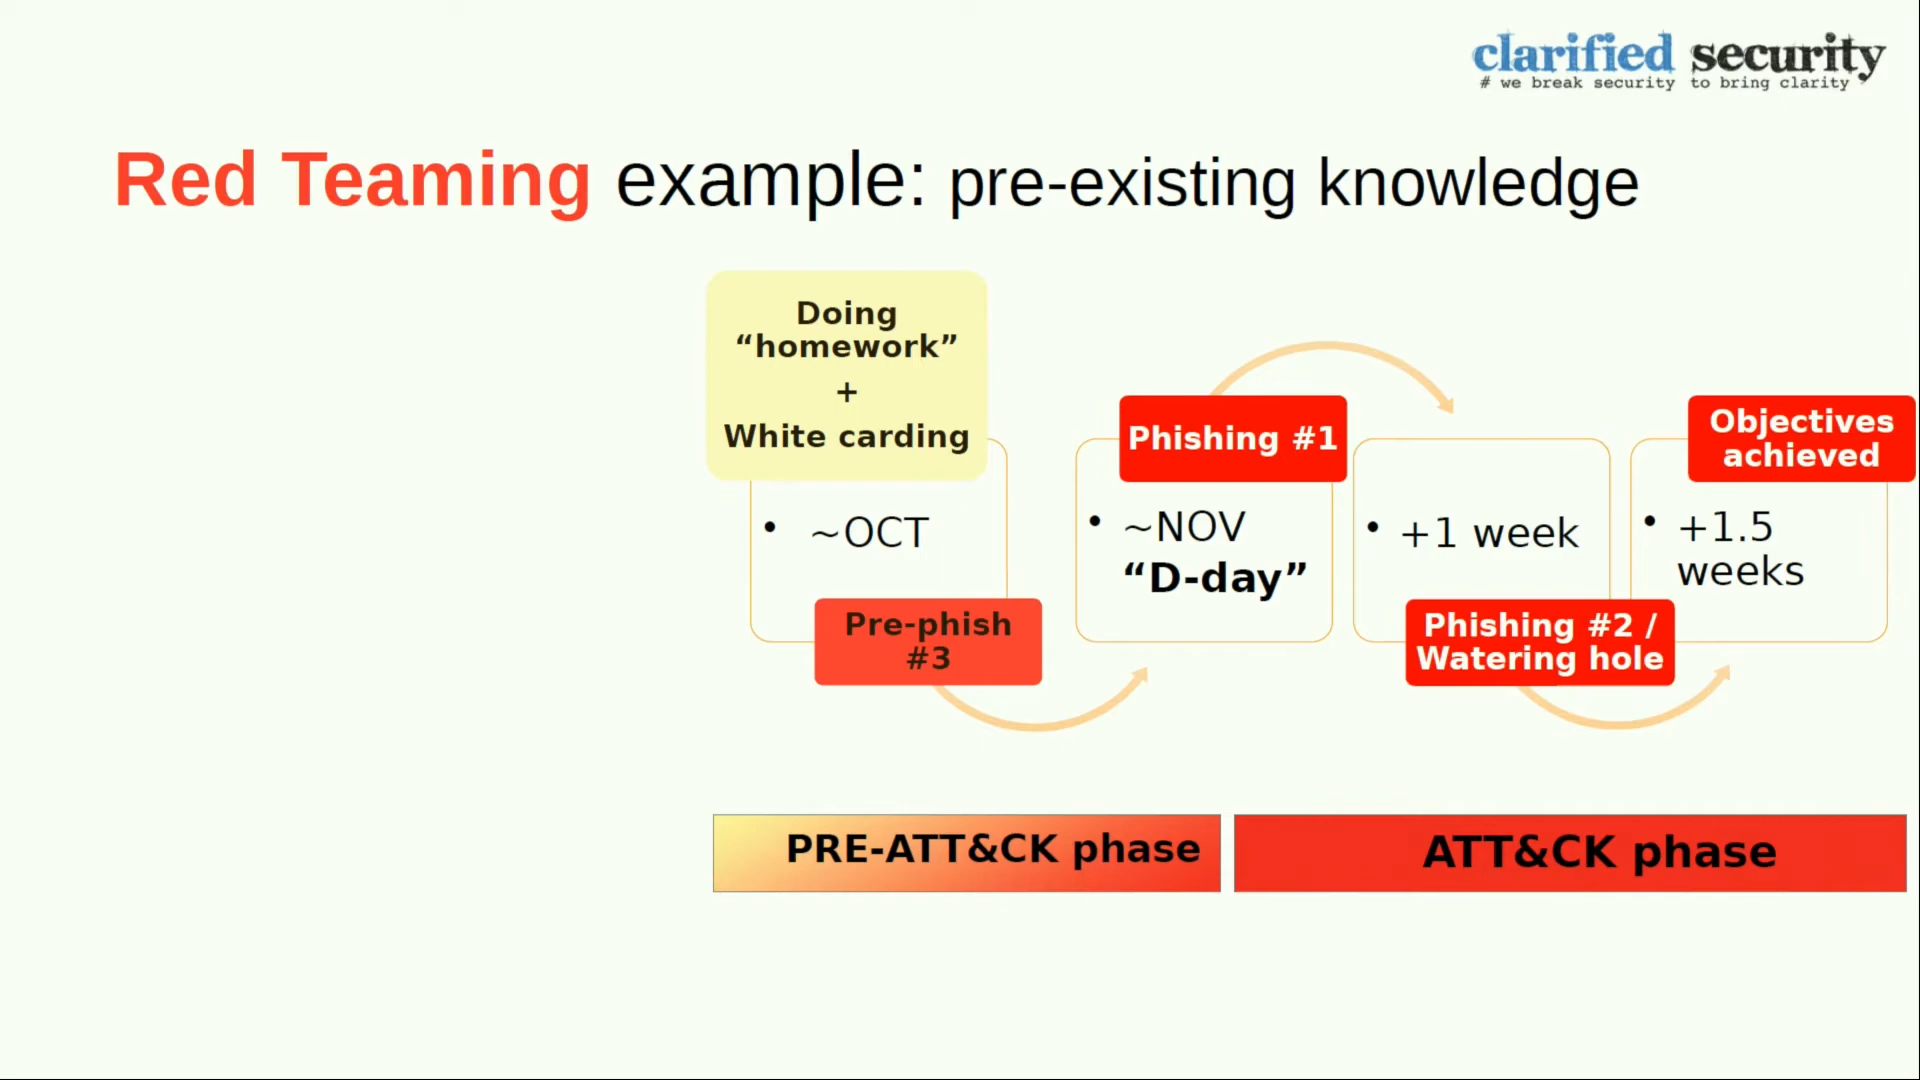 clarified security
# we break security to bring clarity
Red Teaming example: pre-existing knowledge
Doing
“homework”
+
White carding
• ~OCT
Pre-phish
#3
Phishing #1
• ~NOV
“D-day”
• +1 week
Phishing #2 /
Watering hole
Objectives
achieved
• +1.5
weeks
PRE-ATT&CK phase
ATT&CK phase